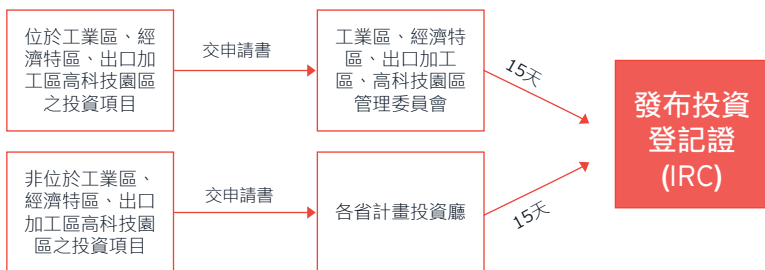 位於工業區、經
濟特區、出口加
工區高科技園區
之投資項目
交申請書
工業區、經濟特
區、出口加工
區、高科技園區
管理委員會
15天
非位於工業區、
經濟特區、出口
加工區高科技園
區之投資項目
交申請書
各省計畫投資廳
15天
發布投資
登記證
(IRC)